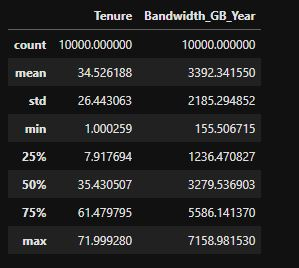 Tenure Bandwidth_GB_Year
count 10000.000000 10000.000000
mean 34.526188 3392.341550
std 26.443063 2185.294852
min 1.000259 155.506715
25% 7.917694 1236.470827
50% 35.430507 3279.536903
75% 61.479795 5586.141370
max 71.999280 7158.981530